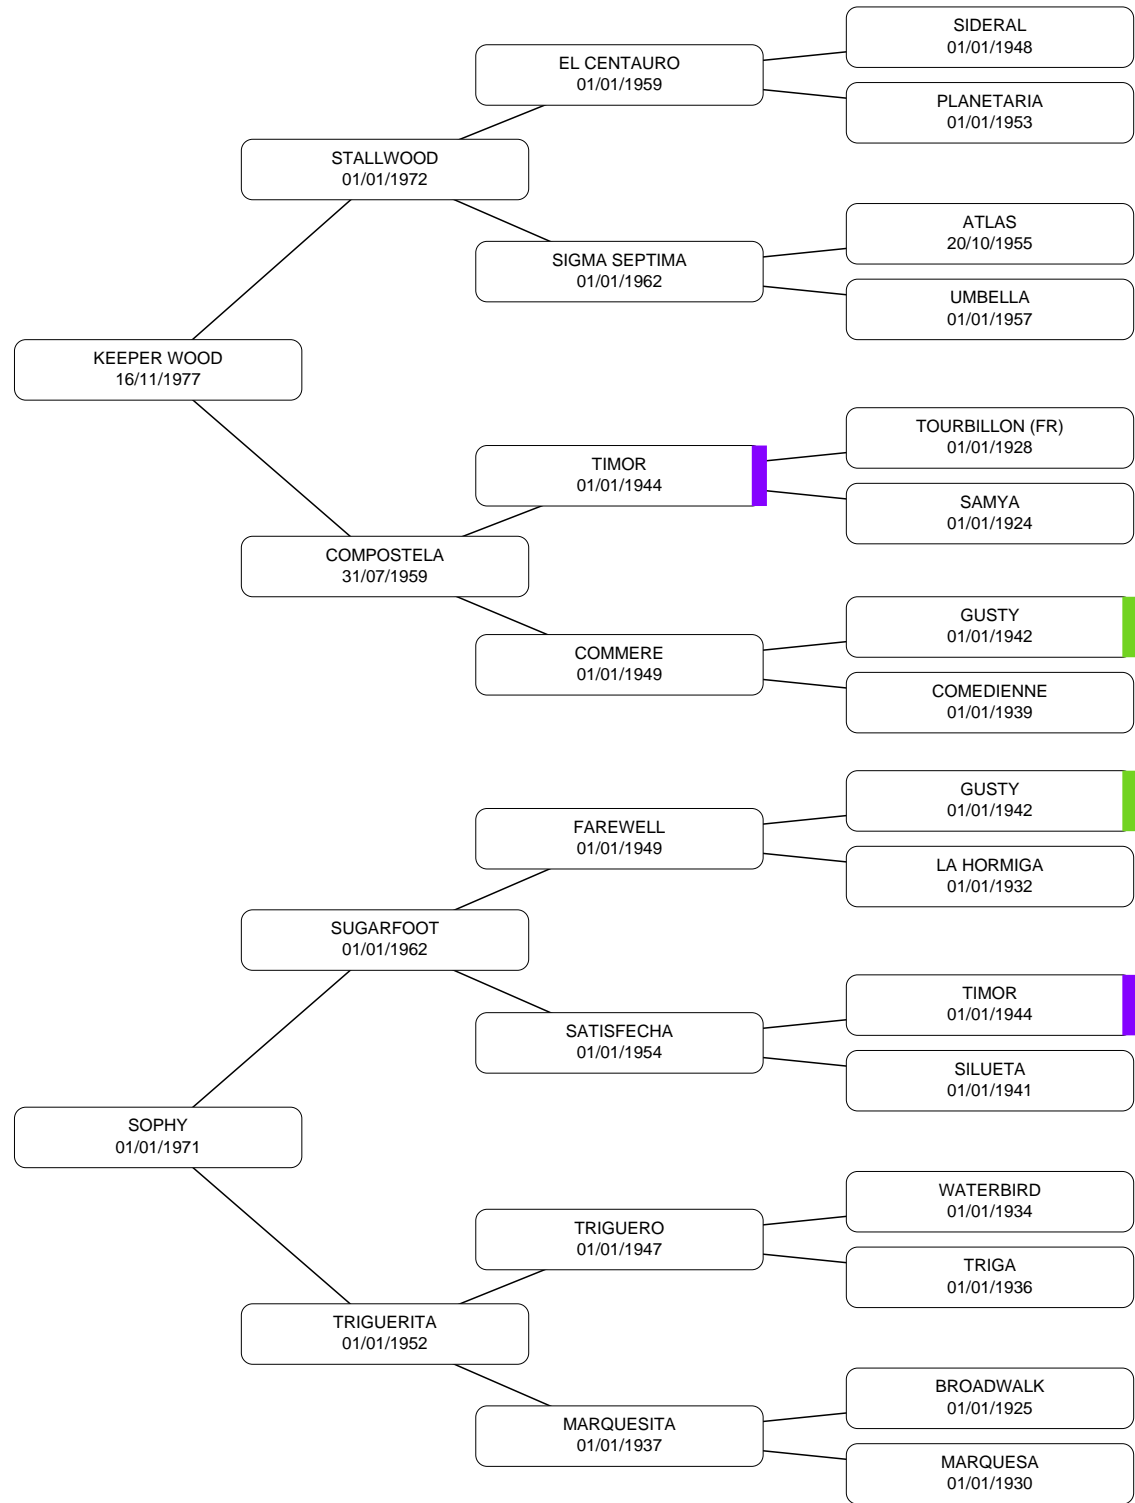 SIDERAL
01/01/1948
EL CENTAURO
01/01/1959
PLANETARIA
01/01/1953
STALLWOOD
01/01/1972
ATLAS
20/10/1955
SIGMA SEPTIMA
01/01/1962
UMBELLA
01/01/1957
KEEPER WOOD
16/11/1977
TOURBILLON (FR)
01/01/1928
TIMOR
01/01/1944
SAMYA
01/01/1924
COMPOSTELA
31/07/1959
GUSTY
01/01/1942
COMMERE
01/01/1949
COMEDIENNE
01/01/1939
GUSTY
01/01/1942
FAREWELL
01/01/1949
LA HORMIGA
01/01/1932
SUGARFOOT
01/01/1962
TIMOR
01/01/1944
SATISFECHA
01/01/1954
SILUETA
01/01/1941
SOPHY
01/01/1971
WATERBIRD
01/01/1934
TRIGUERO
01/01/1947
TRIGA
01/01/1936
TRIGUERITA
01/01/1952
BROADWALK
01/01/1925
MARQUESITA
01/01/1937
MARQUESA
01/01/1930